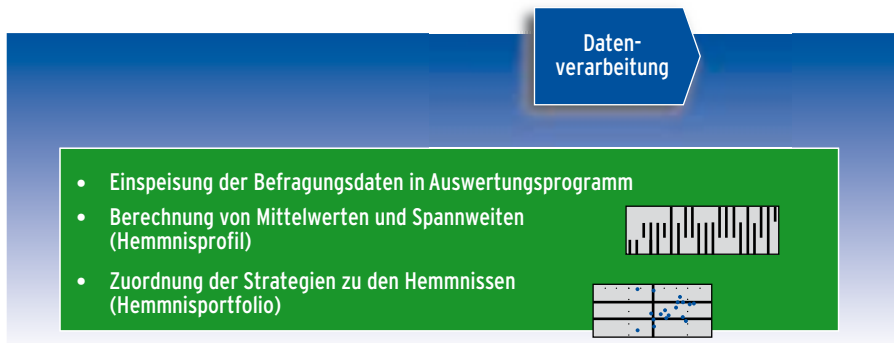 Daten-
verarbeitung
• Einspeisung der Befragungsdaten in Auswertungsprogramm
• Berechnung von Mittelwerten und Spannweiten
(Hemmnisprofil)
• Zuordnung der Strategien zu den Hemmnissen
(Hemmnisportfolio)